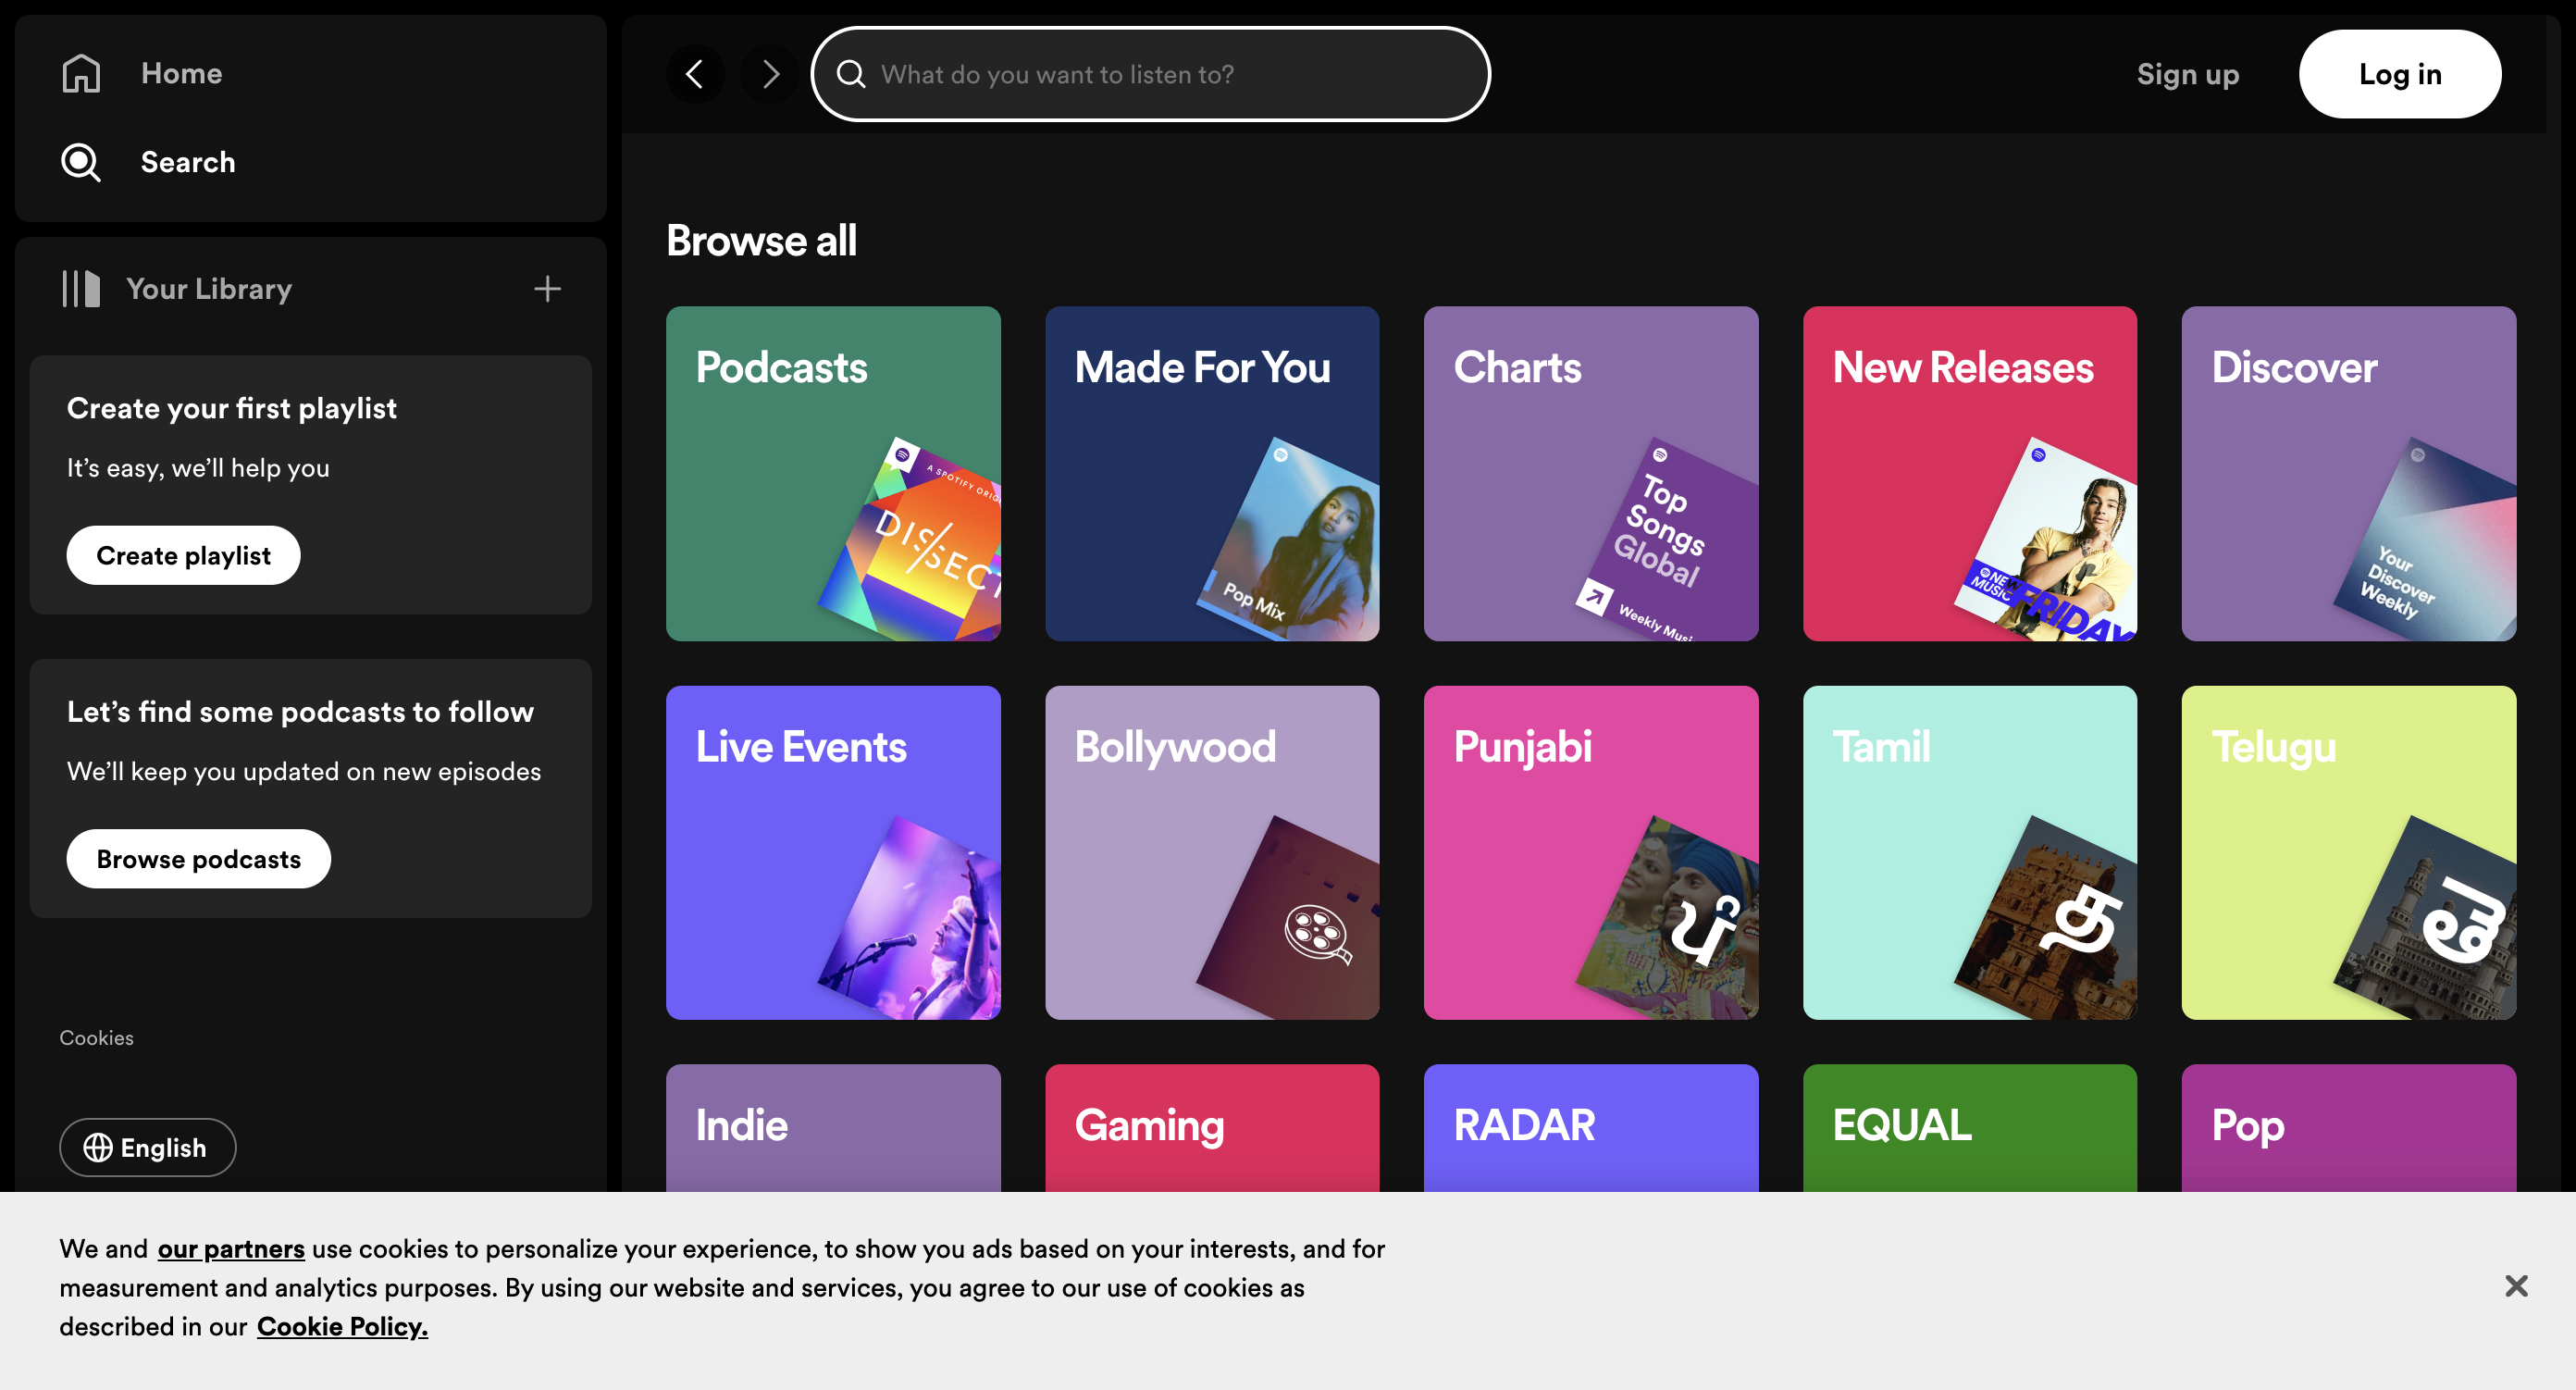 Home
Search
Your Library
Create your first playlist
It’s easy, we’ll help you
Create playlist
Let’s find some podcasts to follow
We’ll keep you updated on new episodes
Browse podcasts
Cookies
English
What do you want to listen to?
Sign up
Log in
Browse all
Podcasts
A SPOTIFY
DISSECT
Made For You
Pop Mix
Charts
Top
Songs
Global
Weekly
New Releases
NEW
MUSIC
FRIDAY
Discover
Your
Discover
Weekly
Live Events
Bollywood
Punjabi
ਪੰ
Tamil
த
Telugu
తె
Indie
Gaming
RADAR
EQUAL
Pop
We and our partners use cookies to personalize your experience, to show you ads based on your interests, and for
measurement and analytics purposes. By using our website and services, you agree to our use of cookies as
described in our Cookie Policy.